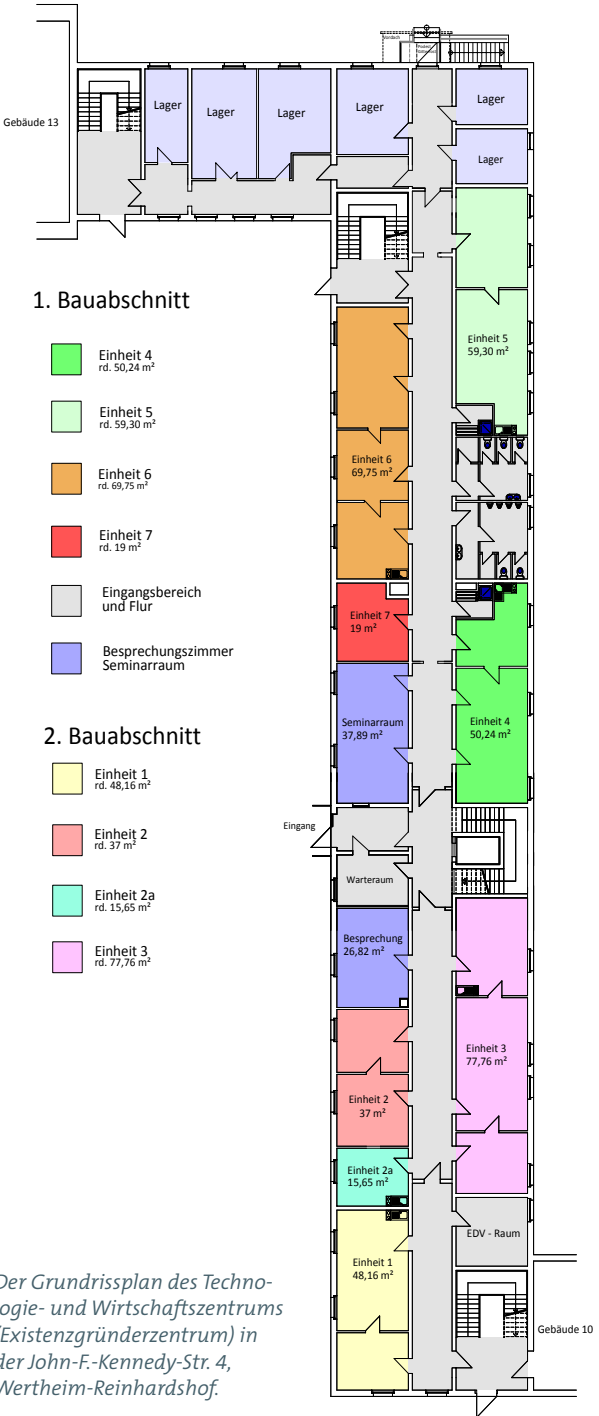 Vordach
Podest
Gitterrost
Gebäude 13
Lager
Lager
Lager
Lager
Lager
Lager
1. Bauabschnitt
Einheit 4
rd. 50,24 m²
Einheit 5
rd. 59,30 m²
Einheit 6
rd. 69,75 m²
Einheit 7
rd. 19 m²
Eingangsbereich
und Flur
Besprechungszimmer
Seminarraum
2. Bauabschnitt
Einheit 1
rd. 48,16 m²
Einheit 2
rd. 37 m²
Einheit 2a
rd. 15,65 m²
Einheit 3
rd. 77,76 m²
Einheit 5
59,30 m²
Einheit 6
69,75 m²
Einheit 7
19 m²
Seminarraum
37,89 m²
Einheit 4
50,24 m²
Eingang
Warteraum
Besprechung
26,82 m²
Einheit 3
77,76 m²
Einheit 2
37 m²
Einheit 2a
15,65 m²
EDV - Raum
Einheit 1
48,16 m²
Gebäude 10
Der Grundrissplan des Techno-
ogie- und Wirtschaftszentrums
(Existenzgründerzentrum) in
der John-F.-Kennedy-Str. 4,
Wertheim-Reinhardshof.